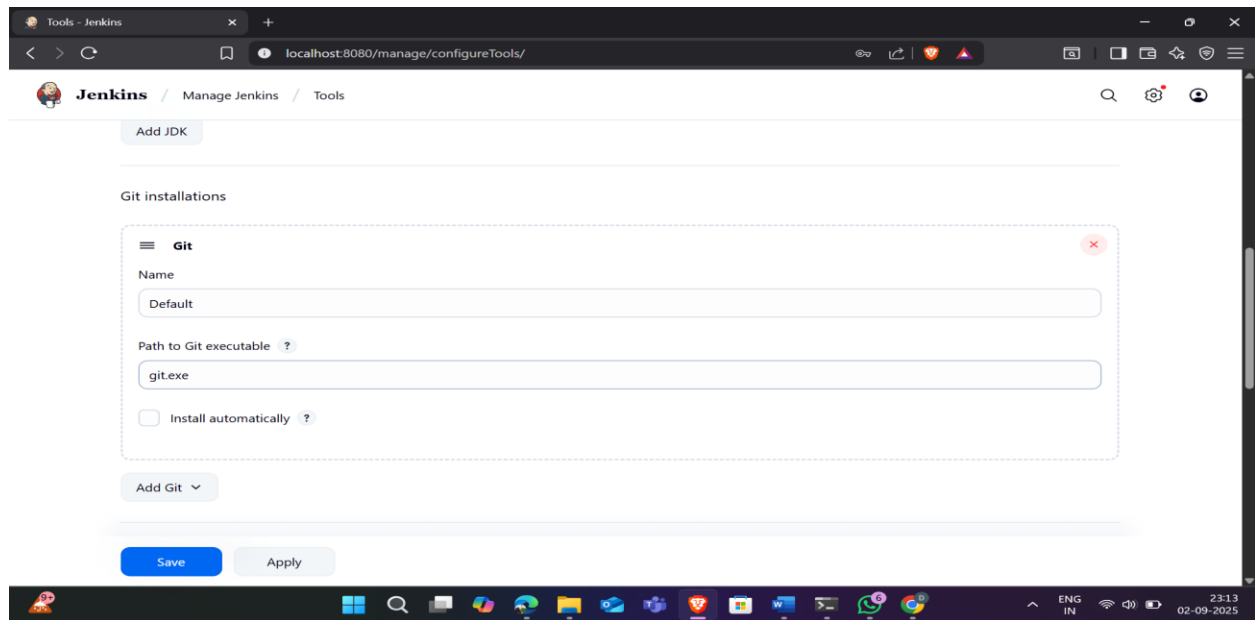 Tools - Jenkins
localhost:8080/manage/configureTools/
Jenkins / Manage Jenkins / Tools
Add JDK
Git installations
Git
Name
Default
Path to Git executable ?
git.exe
Install automatically ?
Add Git
Save Apply
9+
6
ENG
IN
23:13
02-09-2025